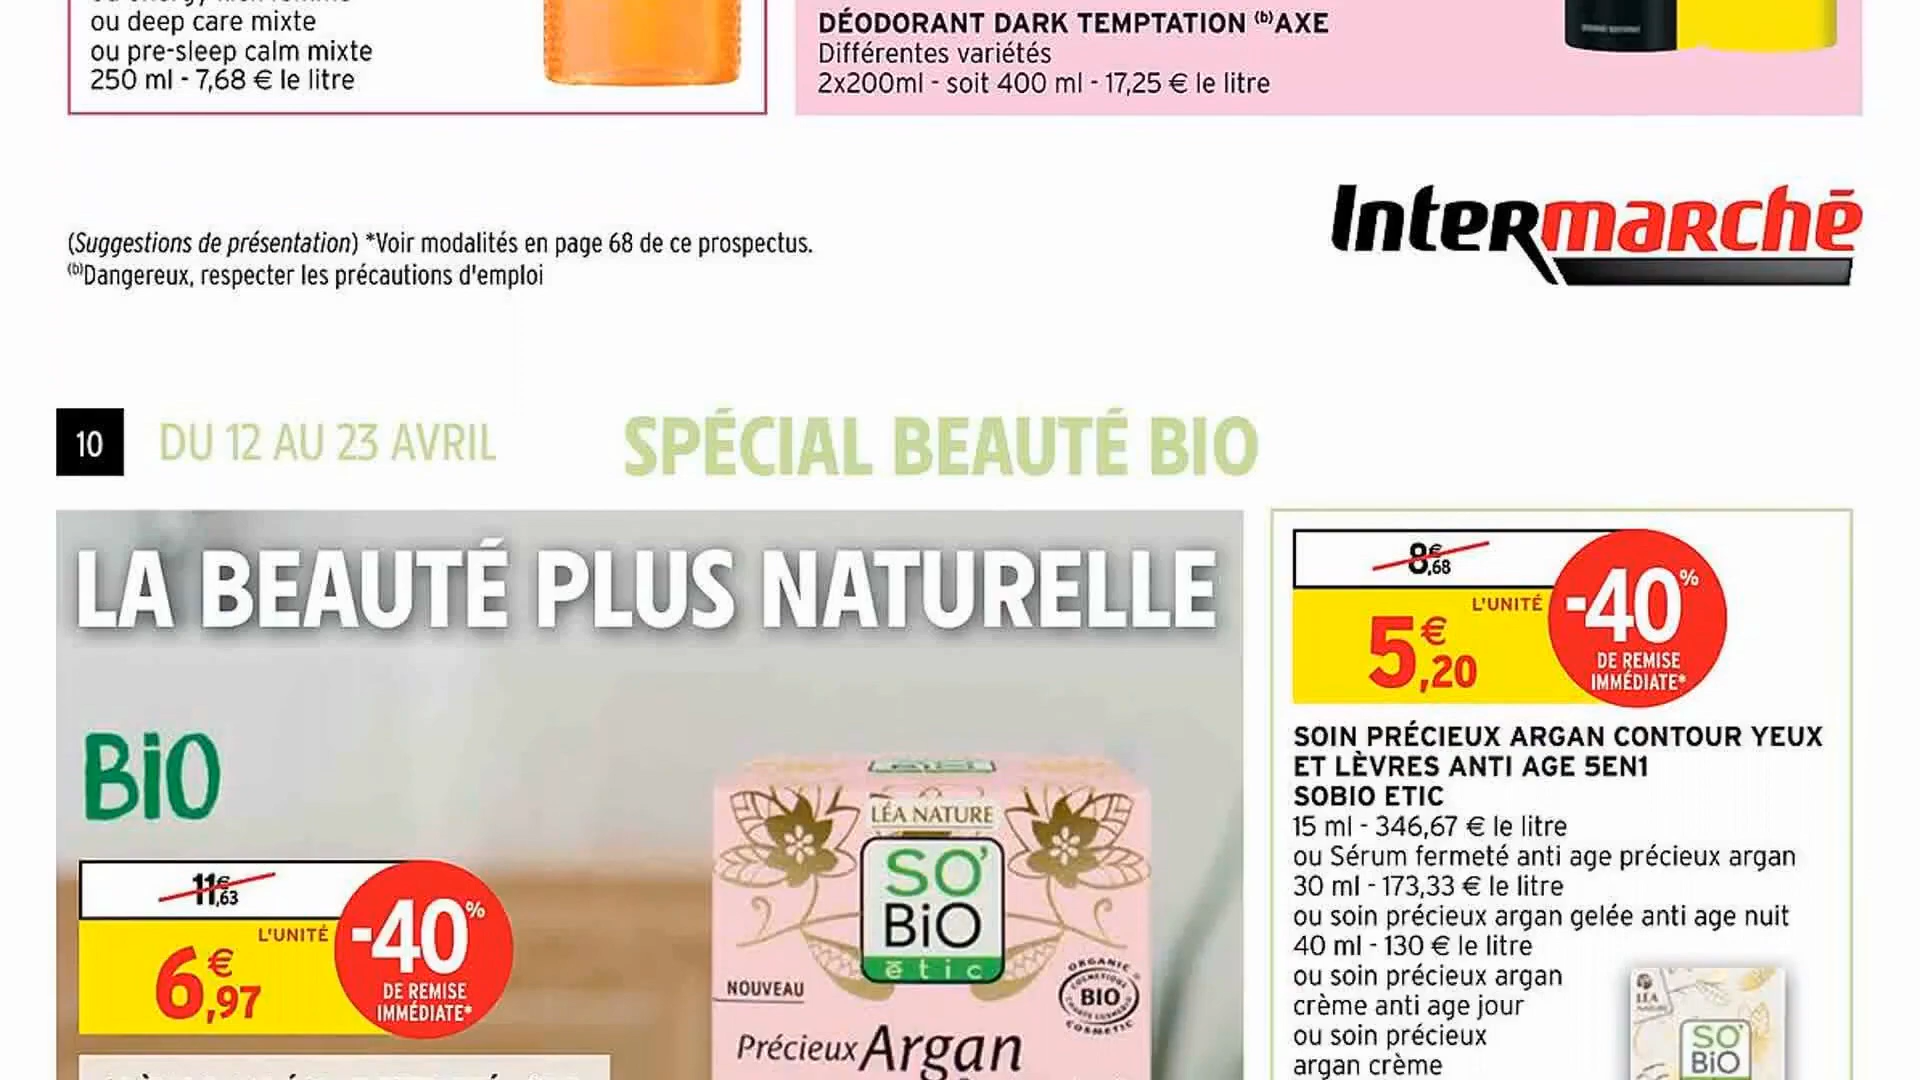 ou deep care mixte
ou pre-sleep calm mixte
250 ml - 7,68 € le litre
DÉODORANT DARK TEMPTATION (b)AXE
Différentes variétés
2x200ml - soit 400 ml - 17,25 € le litre
(Suggestions de présentation) *Voir modalités en page 68 de ce prospectus.
(b)Dangereux, respecter les précautions d'emploi
Intermarché
10 DU 12 AU 23 AVRIL SPÉCIAL BEAUTÉ BIO
LA BEAUTÉ PLUS NATURELLE
BiO
11€,63
L'UNITÉ
6€,97
-40%
DE REMISE
IMMÉDIATE*
LÉA NATURE
SO'
BiO
étic
NOUVEAU
ORGANIC
BIO
COSMETIC
Précieux Argan
8€,68
L'UNITÉ
5€,20
-40%
DE REMISE
IMMÉDIATE*
SOIN PRÉCIEUX ARGAN CONTOUR YEUX
ET LÈVRES ANTI AGE 5EN1
SOBIO ETIC
15 ml - 346,67 € le litre
ou Sérum fermeté anti age précieux argan
30 ml - 173,33 € le litre
ou soin précieux argan gelée anti age nuit
40 ml - 130 € le litre
ou soin précieux argan
crème anti age jour
ou soin précieux
argan crème
LÉA
NATURE
SO'
BiO